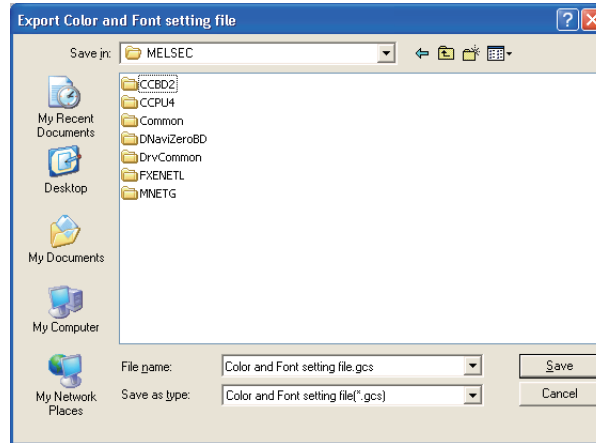 Export Color and Font setting file
Save in:
MELSEC
My Recent
Documents
Desktop
My Documents
My Computer
My Network
Places
CCBD2
CCPU4
Common
DNaviZeroBD
DrvCommon
FXENETL
MNETG
File name:
Color and Font setting file.gcs
Save
Save as type:
Color and Font setting file(*.gcs)
Cancel